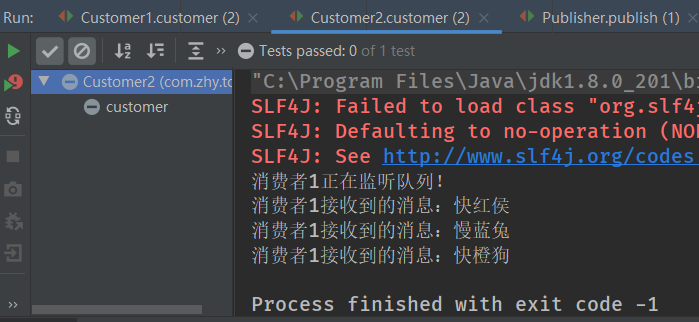 Run: Customer1.customer (2) × Customer2.customer (2) × Publisher.publish (1) ×
Tests passed: 0 of 1 test
Customer2 (com.zhy.to
customer
"C:\Program Files\Java\jdk1.8.0_201\b
SLF4J: Failed to load class "org.slf4j
SLF4J: Defaulting to no-operation (NO
SLF4J: See http://www.slf4j.org/codes
消费者1正在监听队列!
消费者1接收到的消息：快红侯
消费者1接收到的消息：慢蓝兔
消费者1接收到的消息：快橙狗
Process finished with exit code -1